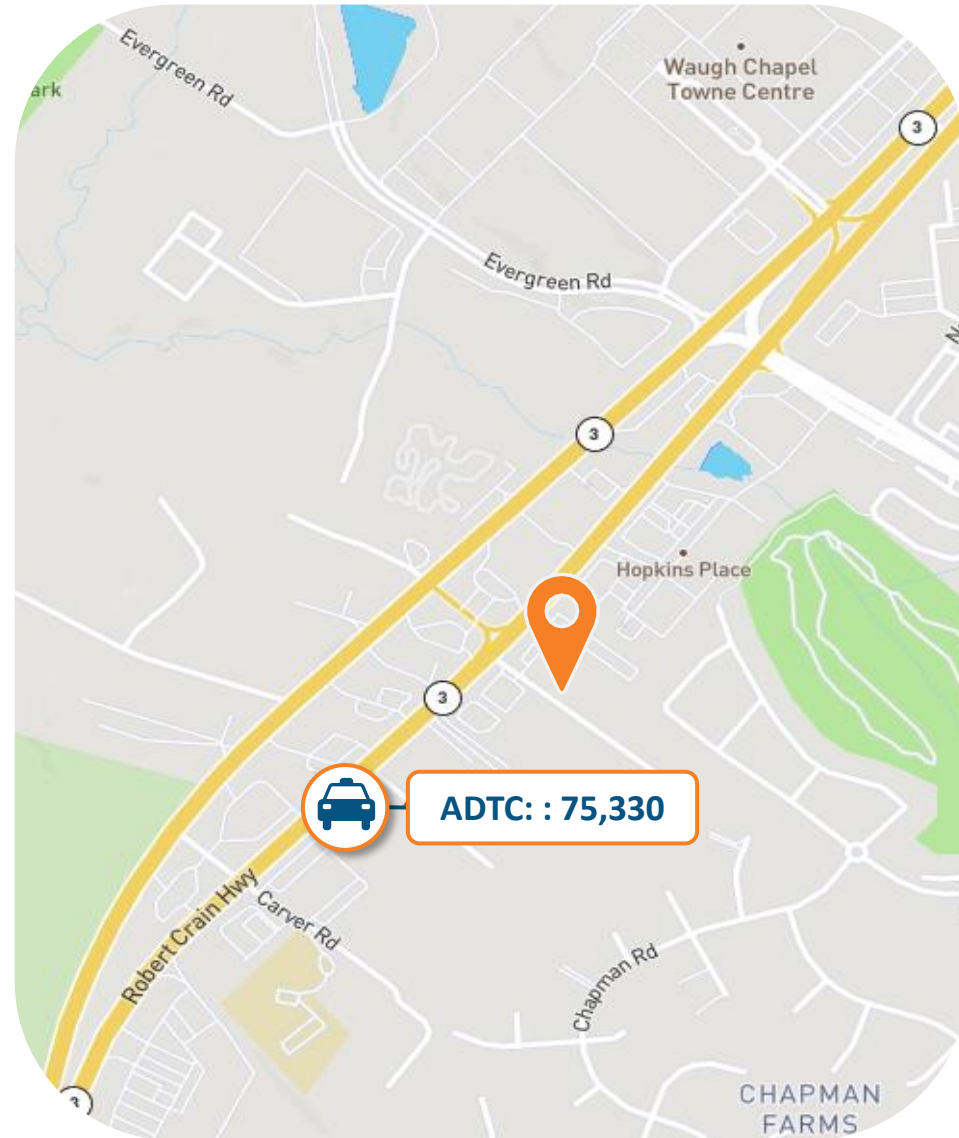 Evergreen Rd
ark
Waugh Chapel
Towne Centre
3
Evergreen Rd
3
Hopkins Place
3
ADTC: : 75,330
Robert Crain Hwy
Carver Rd
Chapman Rd
3
CHAPMAN
FARMS